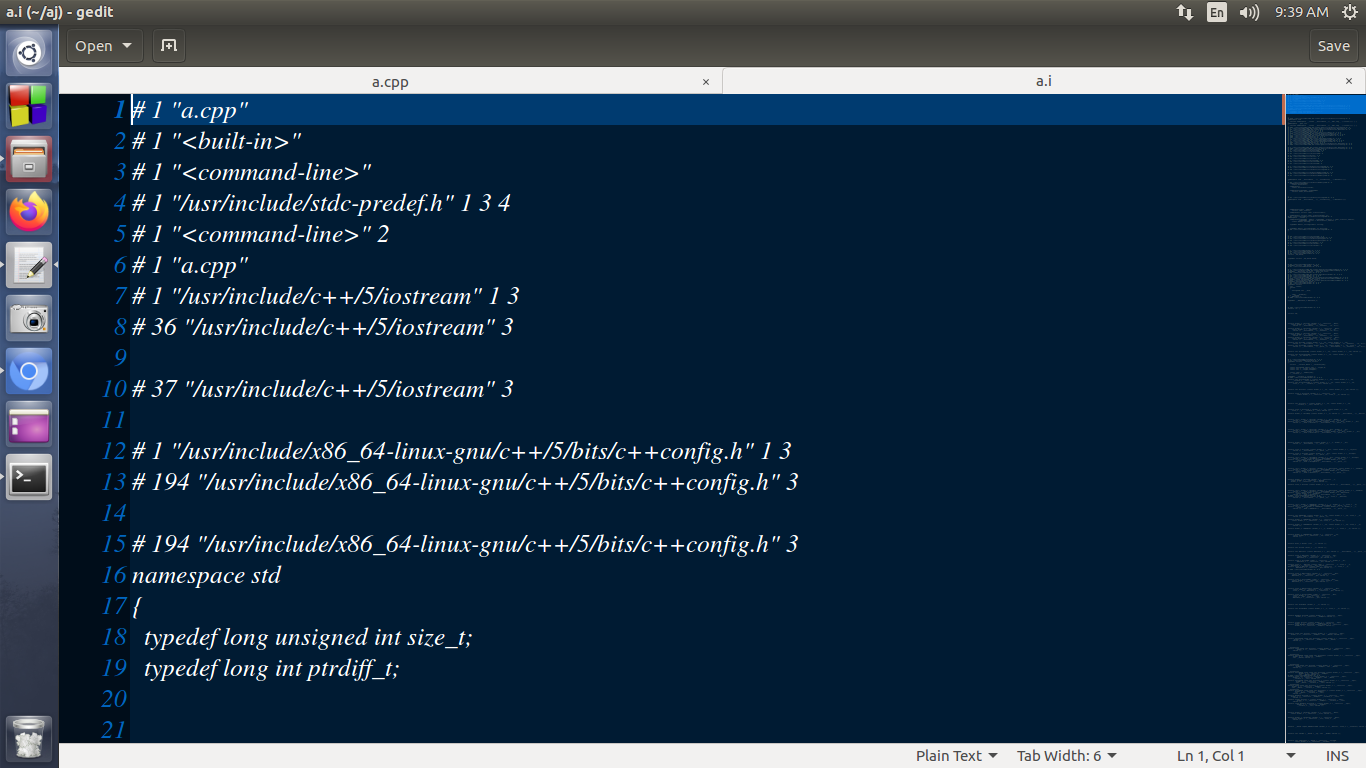 a.i (~/aj) - gedit
En
9:39 AM
Open
Save
a.cpp ×
a.i ×
1 # 1 "a.cpp"
2 # 1 "<built-in>"
3 # 1 "<command-line>"
4 # 1 "/usr/include/stdc-predef.h" 1 3 4
5 # 1 "<command-line>" 2
6 # 1 "a.cpp"
7 # 1 "/usr/include/c++/5/iostream" 1 3
8 # 36 "/usr/include/c++/5/iostream" 3
9
10 # 37 "/usr/include/c++/5/iostream" 3
11
12 # 1 "/usr/include/x86_64-linux-gnu/c++/5/bits/c++config.h" 1 3
13 # 194 "/usr/include/x86_64-linux-gnu/c++/5/bits/c++config.h" 3
14
15 # 194 "/usr/include/x86_64-linux-gnu/c++/5/bits/c++config.h" 3
16 namespace std
17 {
18   typedef long unsigned int size_t;
19   typedef long int ptrdiff_t;
20
21
Plain Text
Tab Width: 6
Ln 1, Col 1
INS